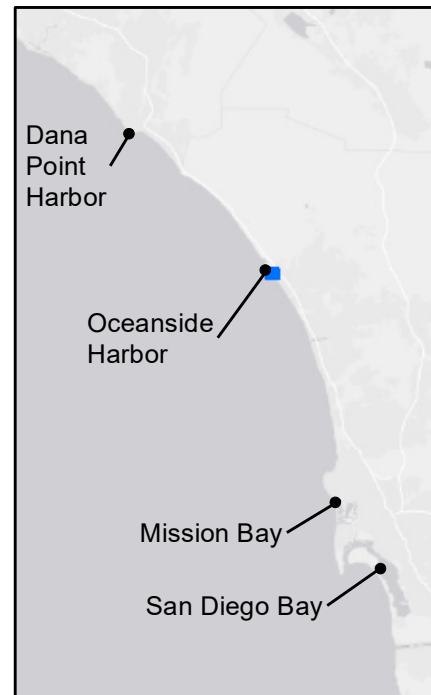 Dana
Point
Harbor
Oceanside
Harbor
Mission Bay
San Diego Bay